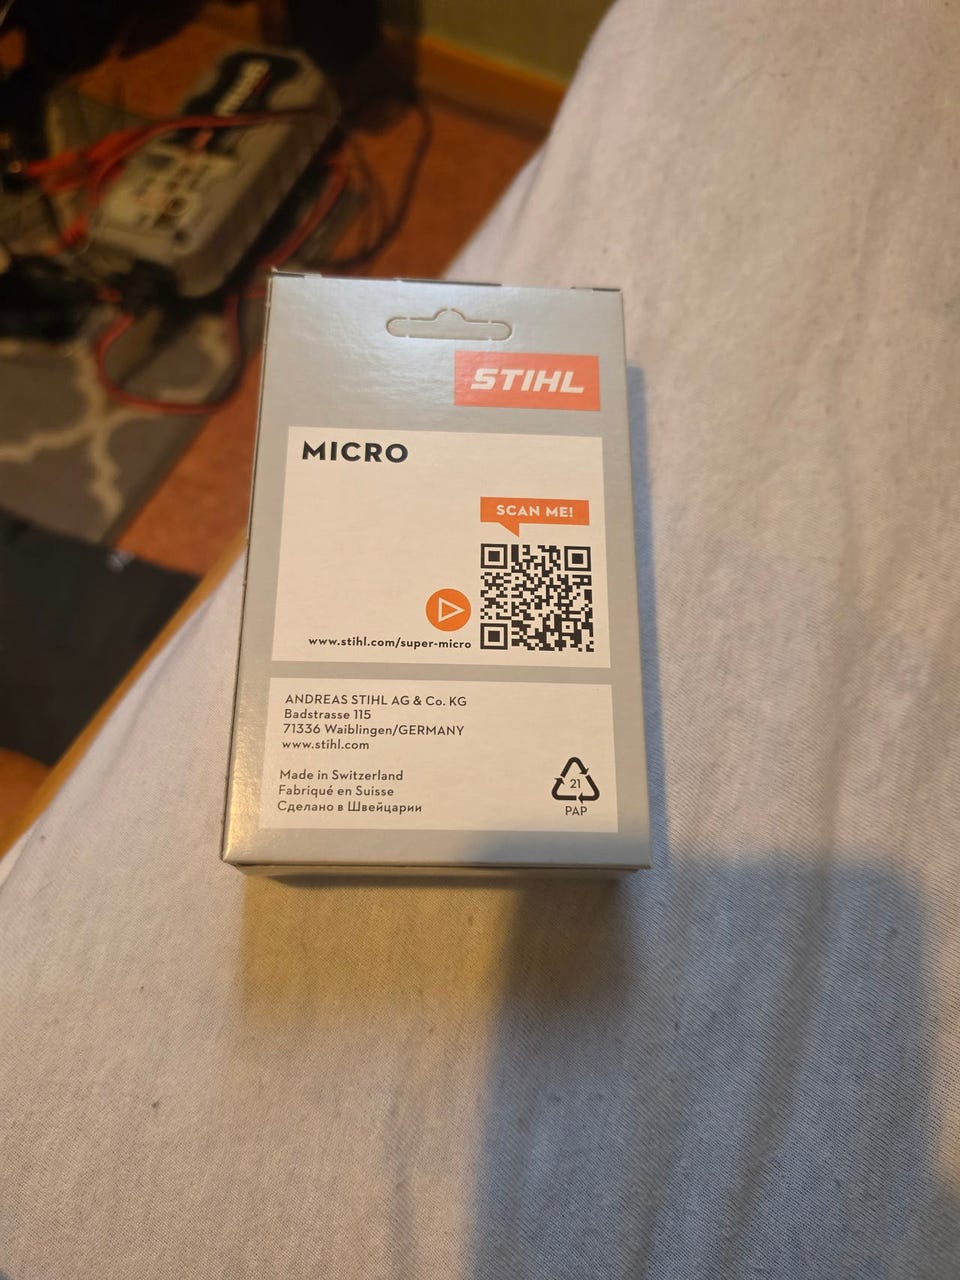 STIHL
MICRO
SCAN ME!
www.stihl.com/super-micro
ANDREAS STIHL AG & Co. KG
Badstrasse 115
71336 Waiblingen/GERMANY
www.stihl.com
Made in Switzerland
Fabriqué en Suisse
Сделано в Швейцарии
21
PAP